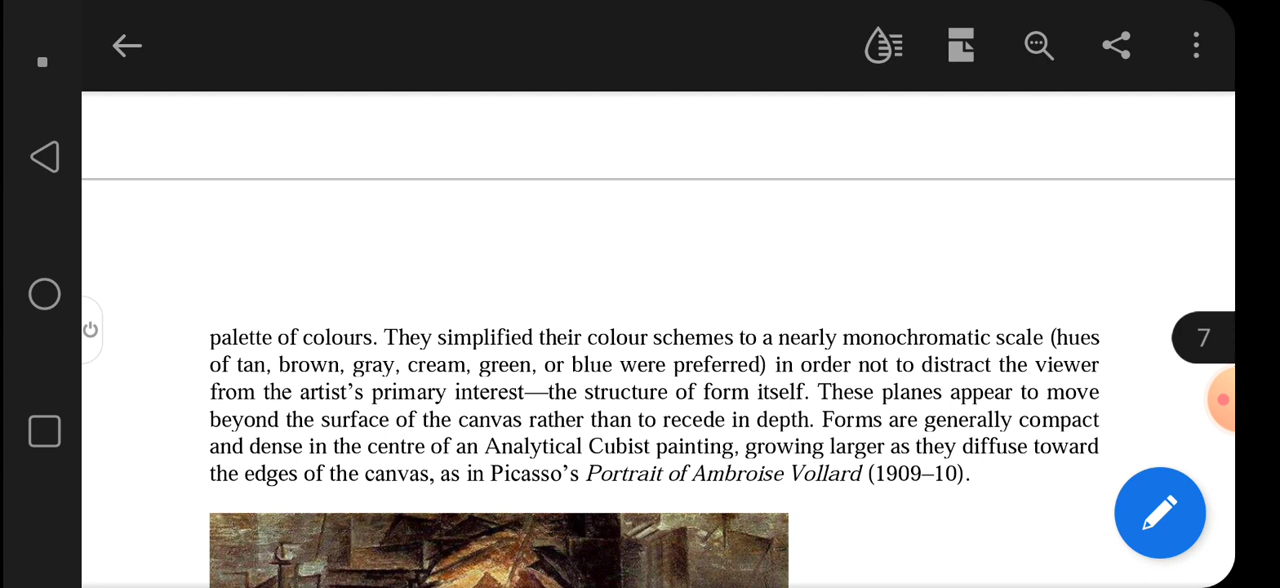 palette of colours. They simplified their colour schemes to a nearly monochromatic scale (hues
of tan, brown, gray, cream, green, or blue were preferred) in order not to distract the viewer
from the artist’s primary interest—the structure of form itself. These planes appear to move
beyond the surface of the canvas rather than to recede in depth. Forms are generally compact
and dense in the centre of an Analytical Cubist painting, growing larger as they diffuse toward
the edges of the canvas, as in Picasso’s Portrait of Ambroise Vollard (1909–10).
7